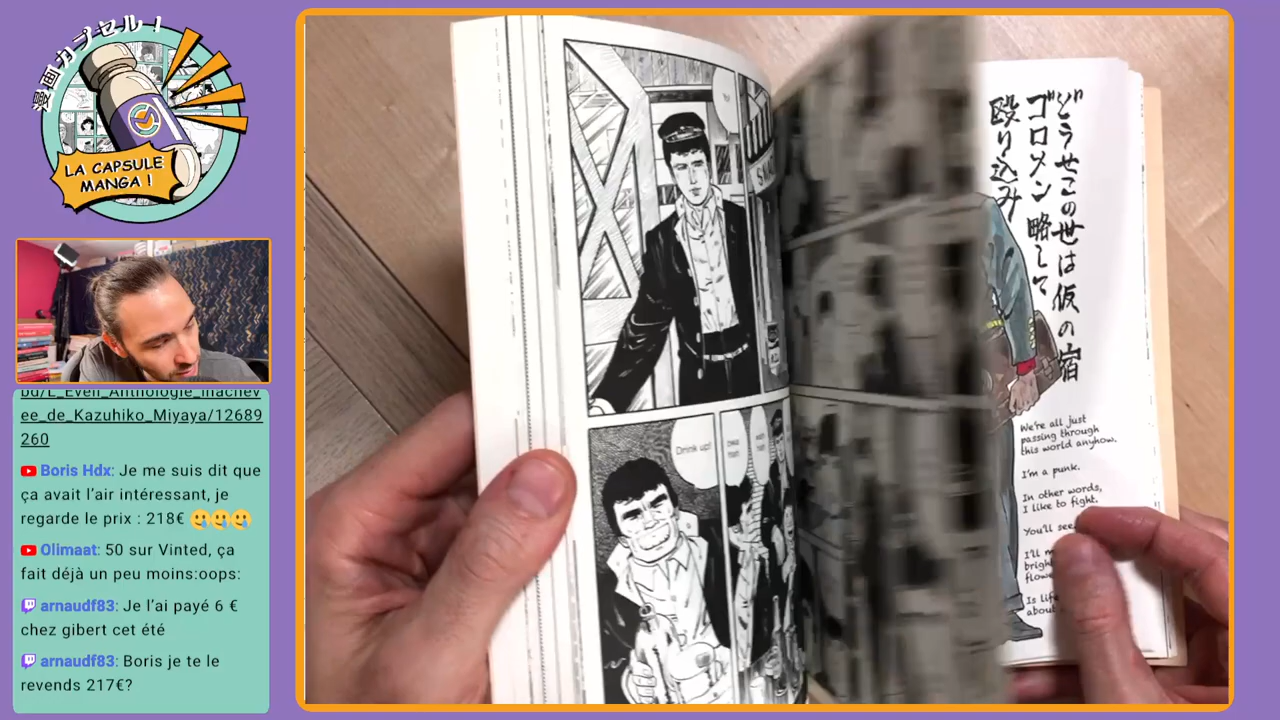 漫画カプセル！
LA CAPSULE
MANGA !
bd/L_Eveil_Anthologie_inachev
ee_de_Kazuhiko_Miyaya/12689
260
Boris Hdx: Je me suis dit que
ça avait l’air intéressant, je
regarde le prix : 218€ 🥲🥲🥲
Olimaat: 50 sur Vinted, ça
fait déjà un peu moins:oops:
arnaudf83: Je l’ai payé 6 €
chez gibert cet été
arnaudf83: Boris je te le
revends 217€?
Drink up!
どうせこの世は仮の宿
ゴロメン略して
殴り込み
We're all just
passing through
this world anyhow.
I'm a punk.
In other words,
I like to fight.
You'll see
I'll
Is